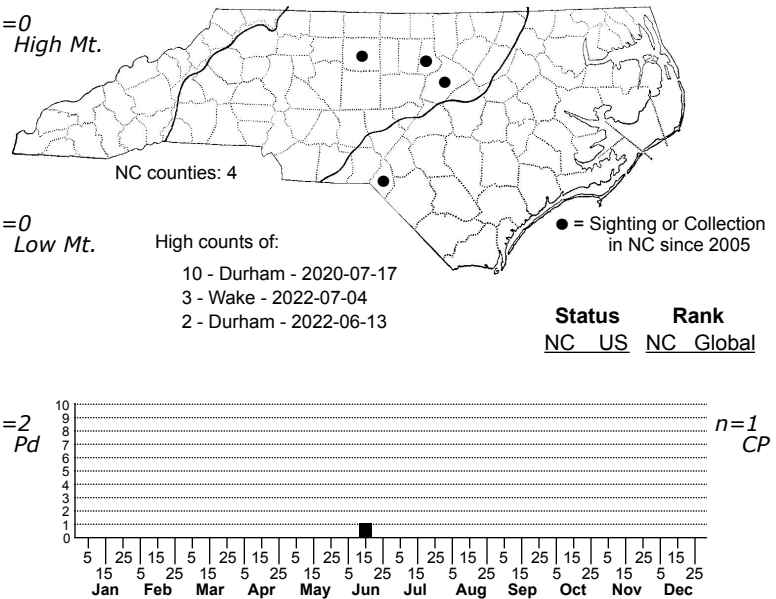 =0
High Mt.
NC counties: 4
=0
Low Mt.
High counts of:
10 - Durham - 2020-07-17
3 - Wake - 2022-07-04
2 - Durham - 2022-06-13
● = Sighting or Collection
in NC since 2005
Status Rank
NC US NC Global
=2
Pd
n=1
CP
10
9
8
7
6
5
4
3
2
1
0
5 25 15 5 25 15 5 25 15 5 25 15 5 25 15 5 25 15
15 5 25 15 5 25 15 5 25 15 5 25 15 5 25 15 5 25
Jan Feb Mar Apr May Jun Jul Aug Sep Oct Nov Dec